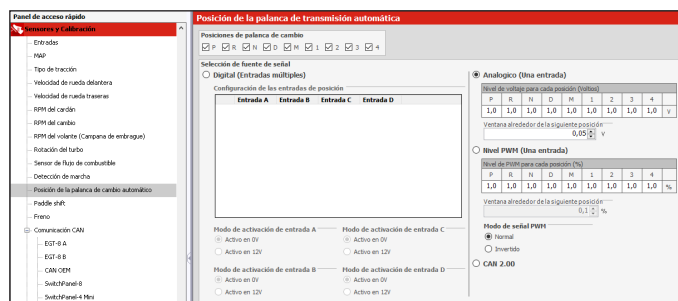 Panel de acceso rápido
Sensores y Calibración
Entradas
MAP
Tipo de tracción
Velocidad de rueda delantera
Velocidad de rueda traseras
RPM del cardán
RPM del cambio
RPM del volante (Campana de embrague)
Rotación del turbo
Sensor de flujo de combustible
Detección de marcha
Posición de la palanca de cambio automático
Paddle shift
Freno
Comunicación CAN
EGT-8 A
EGT-8 B
CAN OEM
SwitchPanel-8
SwitchPanel-4 Mini
Posición de la palanca de transmisión automática
Posiciones de palanca de cambio
P R N D M 1 2 3 4
Selección de fuente de señal
Digital (Entradas múltiples)
Configuración de las entradas de posición
Entrada A Entrada B Entrada C Entrada D
Modo de activación de entrada A Modo de activación de entrada C
Activo en 0V Activo en 0V
Activo en 12V Activo en 12V
Modo de activación de entrada B Modo de activación de entrada D
Activo en 0V Activo en 0V
Activo en 12V Activo en 12V
Analogico (Una entrada)
Nivel de voltaje para cada posición (Voltios)
P R N D M 1 2 3 4
1,0 1,0 1,0 1,0 1,0 1,0 1,0 1,0 1,0 V
Ventana alrededor de la siguiente posición
0,05 V
Nivel PWM (Una entrada)
Nivel de PWM para cada posición (%)
P R N D M 1 2 3 4
1,0 1,0 1,0 1,0 1,0 1,0 1,0 1,0 1,0 %
Ventana alrededor de la siguiente posición
0,1 %
Modo de señal PWM
Normal
Invertido
CAN 2.00